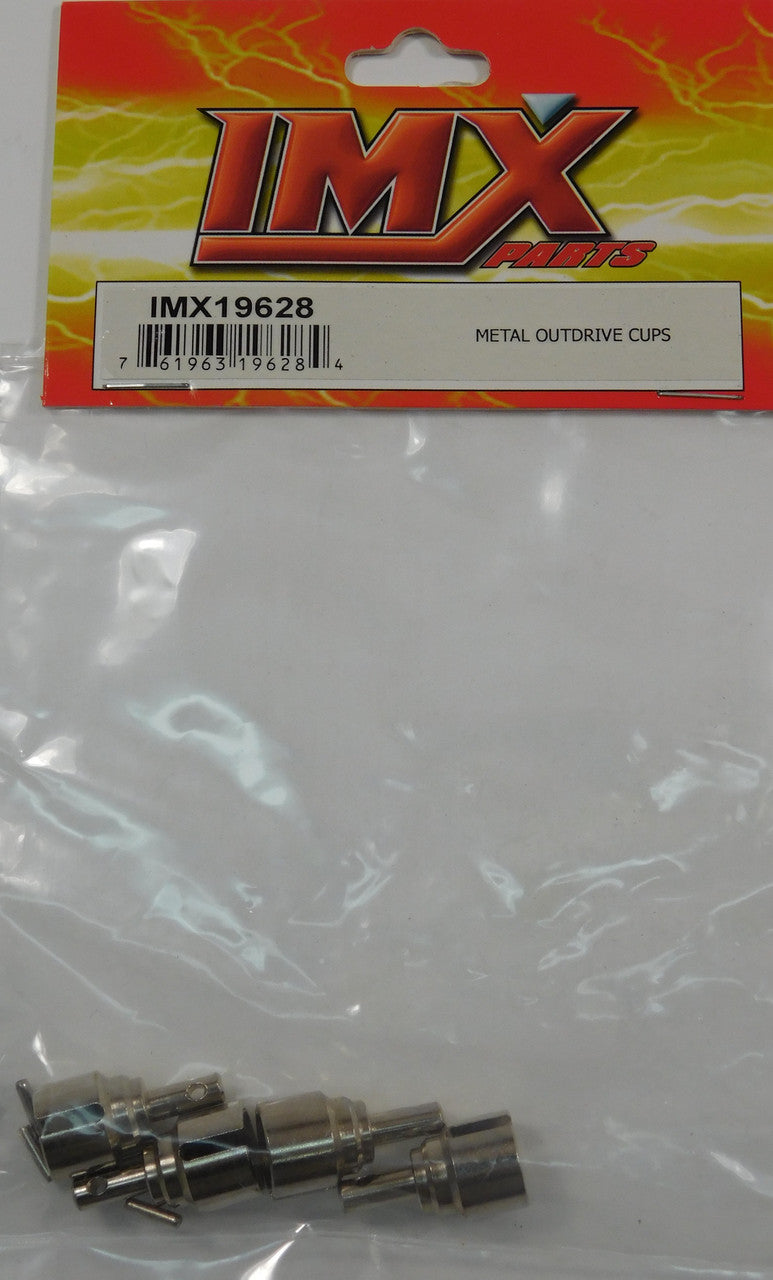 IMX
PARTS
IMX19628
METAL OUTDRIVE CUPS
7 61963 19628 4